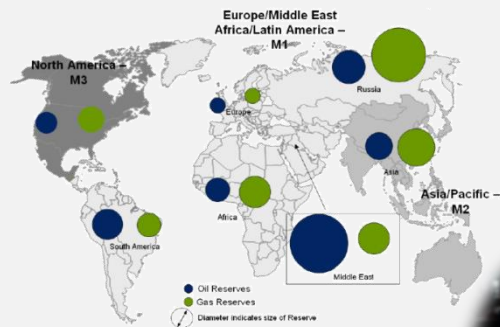 Europe/Middle East
Africa/Latin America –
M1
North America –
M3
Russia
Europe
Asia
Asia/Pacific –
M2
Africa
South America
Middle East
Oil Reserves
Gas Reserves
Diameter indicates size of Reserve